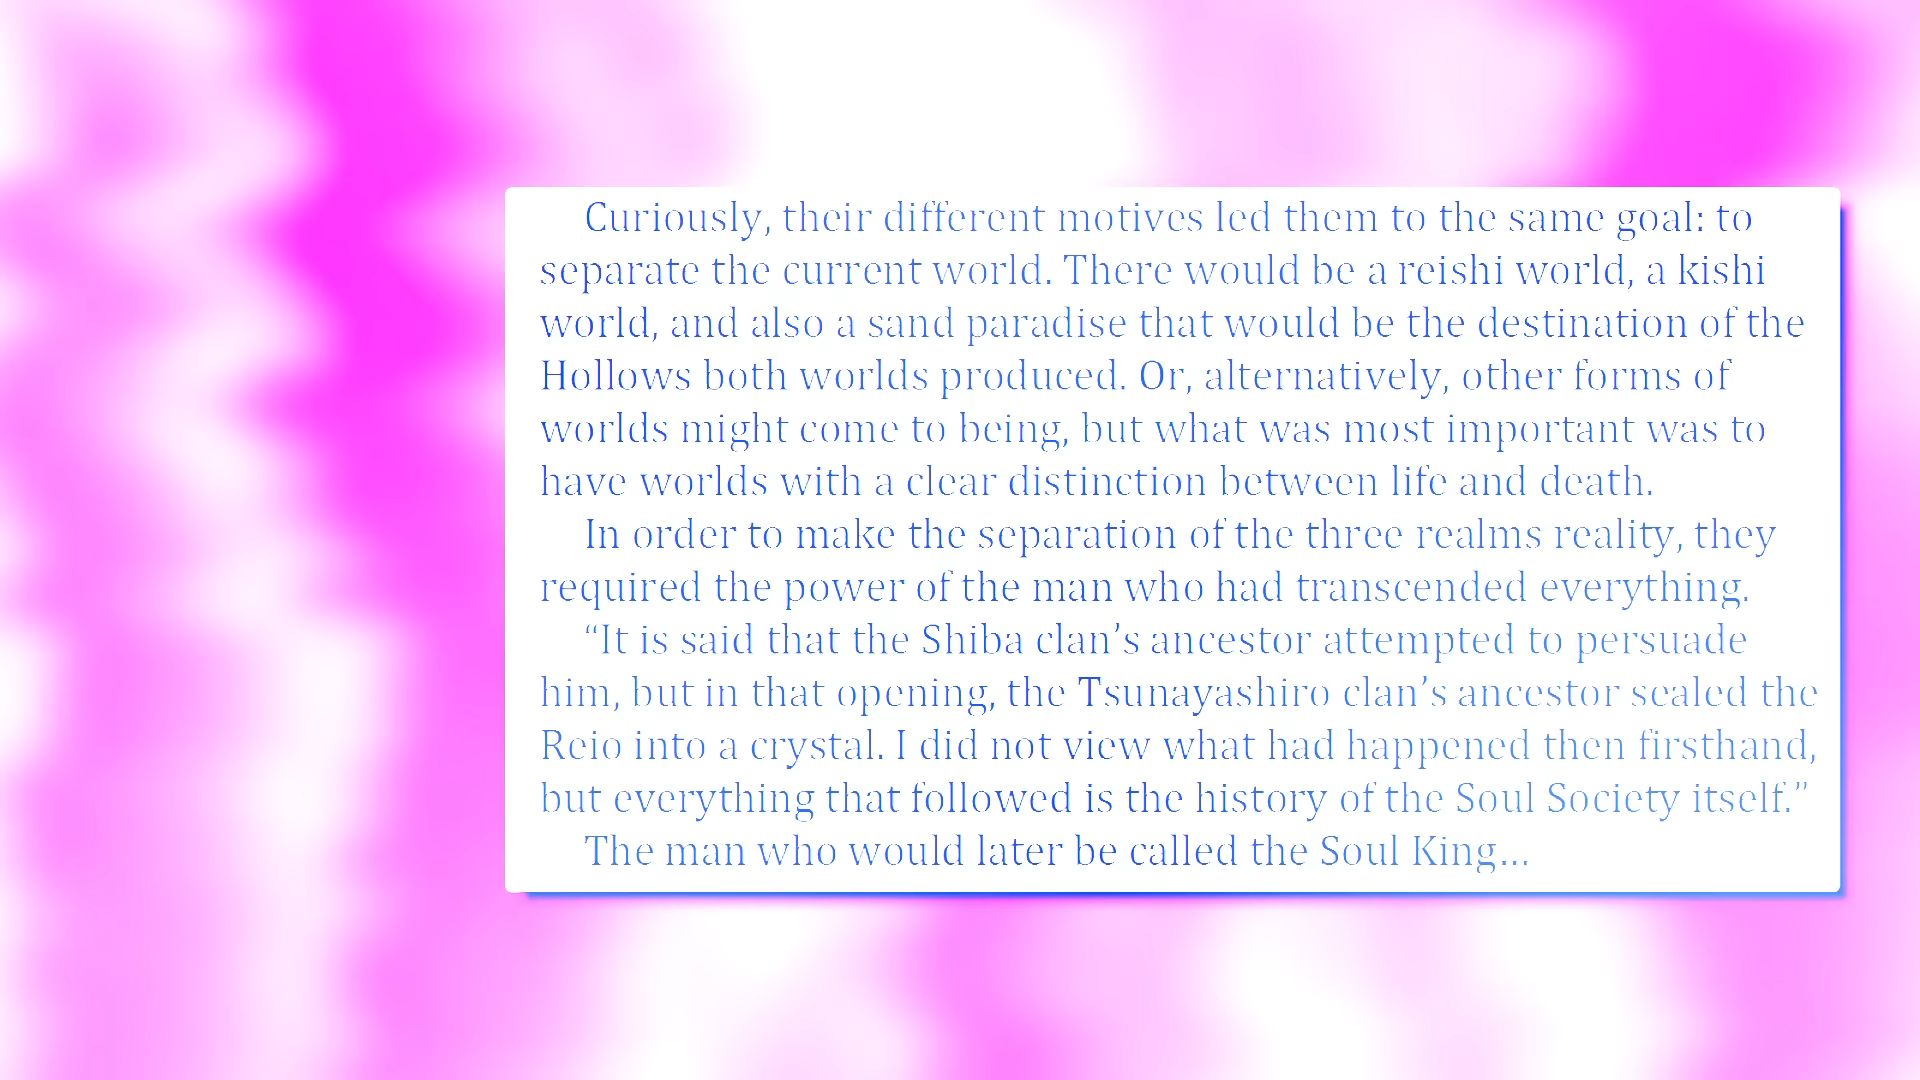 Curiously, their different motives led them to the same goal: to
separate the current world. There would be a reishi world, a kishi
world, and also a sand paradise that would be the destination of the
Hollows both worlds produced. Or, alternatively, other forms of
worlds might come to being, but what was most important was to
have worlds with a clear distinction between life and death.
In order to make the separation of the three realms reality, they
required the power of the man who had transcended everything.
“It is said that the Shiba clan’s ancestor attempted to persuade
him, but in that opening, the Tsunayashiro clan’s ancestor sealed the
Reio into a crystal. I did not view what had happened then firsthand,
but everything that followed is the history of the Soul Society itself.”
The man who would later be called the Soul King...